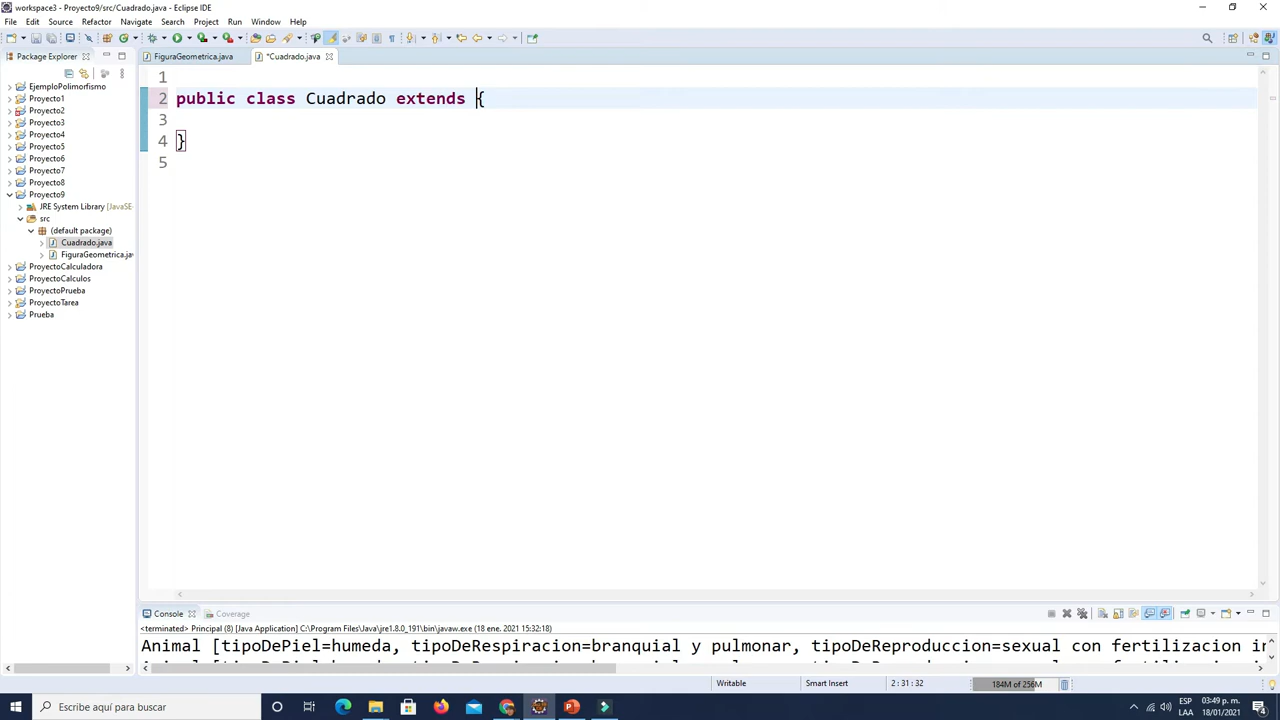 workspace3 - Proyecto9/src/Cuadrado.java - Eclipse IDE
File Edit Source Refactor Navigate Search Project Run Window Help
Package Explorer
FiguraGeometrica.java
*Cuadrado.java
EjemploPolimorfismo
Proyecto1
Proyecto2
Proyecto3
Proyecto4
Proyecto5
Proyecto6
Proyecto7
Proyecto8
Proyecto9
JRE System Library [JavaSE
src
(default package)
Cuadrado.java
FiguraGeometrica.jav
ProyectoCalculadora
ProyectoCalculos
ProyectoPrueba
ProyectoTarea
Prueba
1
2 public class Cuadrado extends {
3
4 }
5
Console Coverage
<terminated> Principal (8) [Java Application] C:\Program Files\Java\jre1.8.0_191\bin\javaw.exe (18 ene. 2021 15:32:18)
Animal [tipoDePiel=humeda, tipoDeRespiracion=branquial y pulmonar, tipoDeReproduccion=sexual con fertilizacion in
Writable Smart Insert 2 : 31 : 32 184M of 256M
Escribe aquí para buscar
ESP
LAA
03:49 p. m.
18/01/2021
4